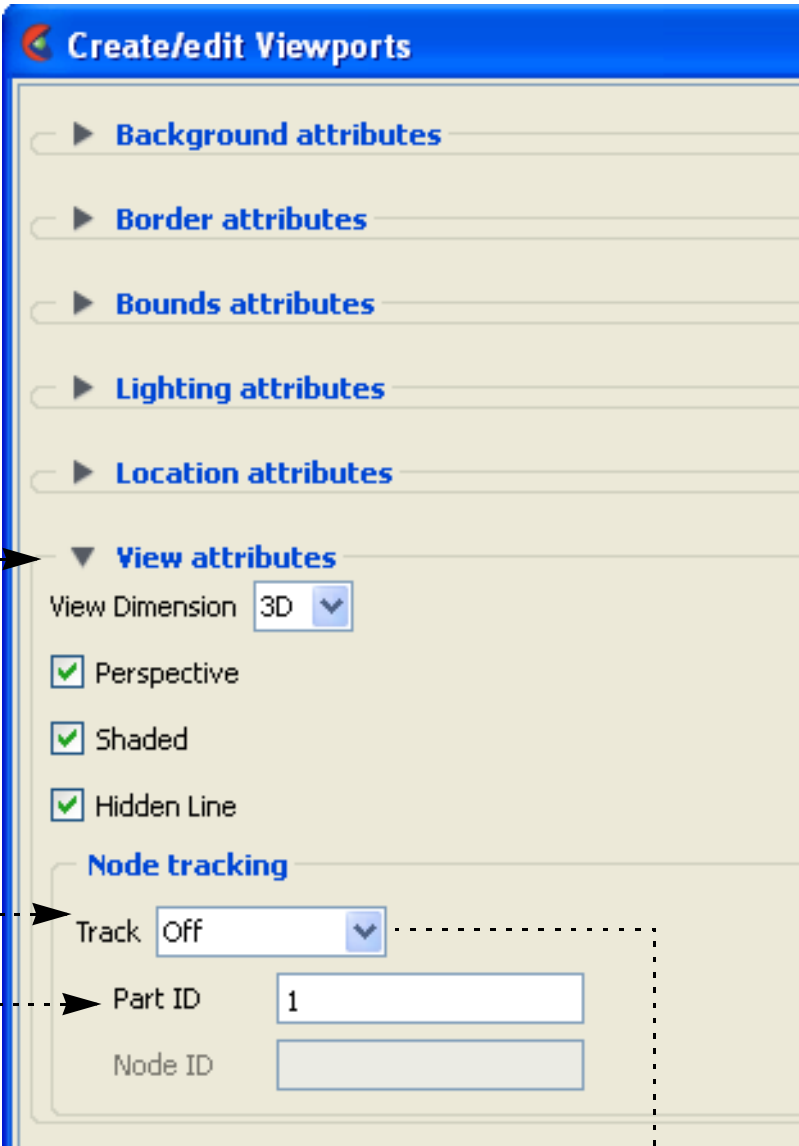 Create/edit Viewports
Background attributes
Border attributes
Bounds attributes
Lighting attributes
Location attributes
View attributes
View Dimension 3D
Perspective
Shaded
Hidden Line
Node tracking
Track Off
Part ID 1
Node ID